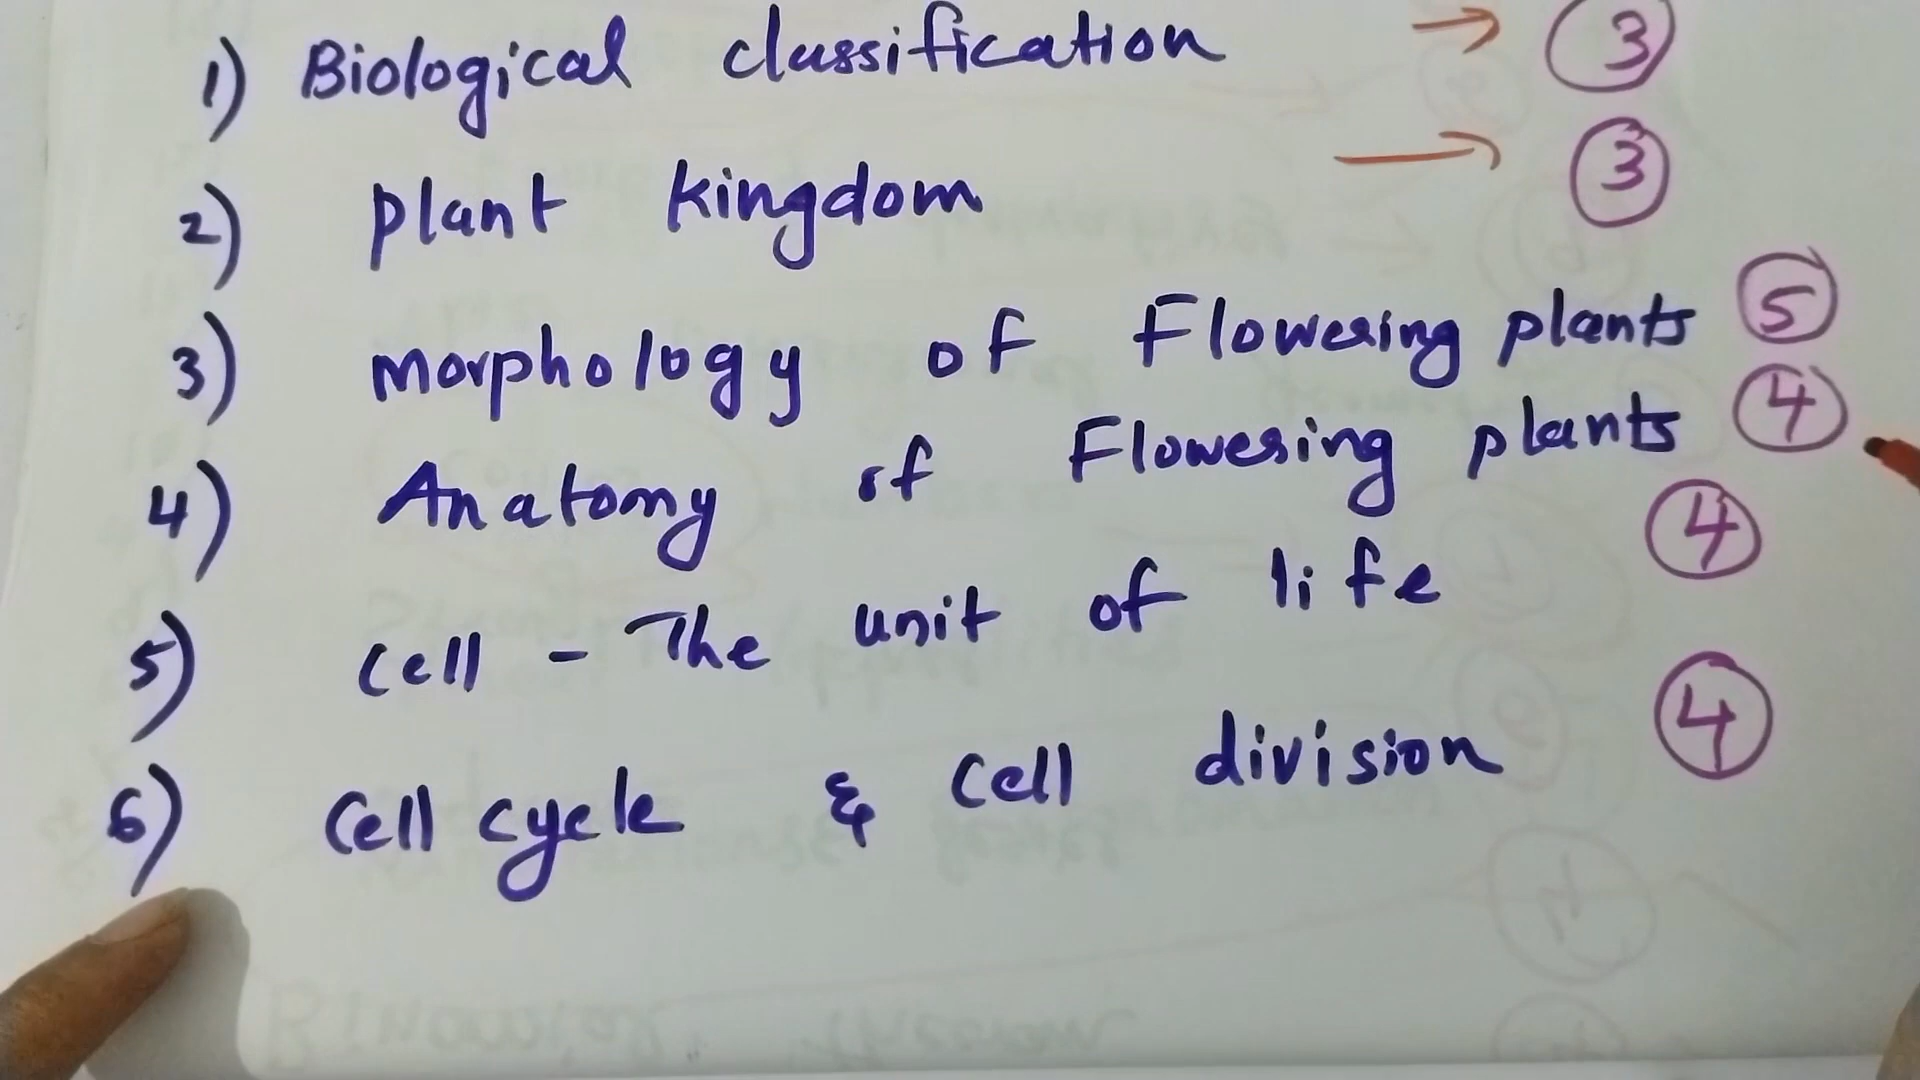 1) Biological classification → 3
2) plant kingdom → 3
3) morphology of Flowering plants 5
4) Anatomy of Flowering plants 4
5) cell - The unit of life 4
6) Cell cycle & cell division 4